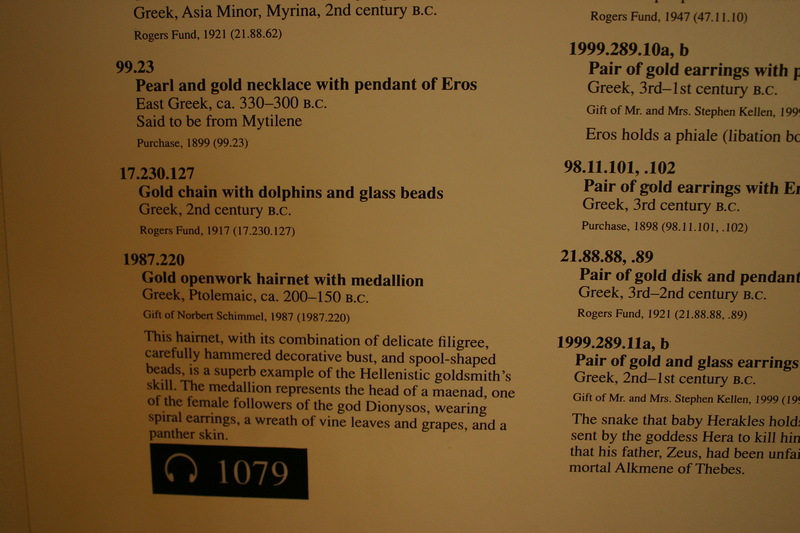 Greek, Asia Minor, Myrina, 2nd century B.C.
Rogers Fund, 1921 (21.88.62)
99.23
Pearl and gold necklace with pendant of Eros
East Greek, ca. 330–300 B.C.
Said to be from Mytilene
Purchase, 1899 (99.23)
17.230.127
Gold chain with dolphins and glass beads
Greek, 2nd century B.C.
Rogers Fund, 1917 (17.230.127)
1987.220
Gold openwork hairnet with medallion
Greek, Ptolemaic, ca. 200–150 B.C.
Gift of Norbert Schimmel, 1987 (1987.220)
This hairnet, with its combination of delicate filigree,
carefully hammered decorative bust, and spool-shaped
beads, is a superb example of the Hellenistic goldsmith's
skill. The medallion represents the head of a maenad, one
of the female followers of the god Dionysos, wearing
spiral earrings, a wreath of vine leaves and grapes, and a
panther skin.
1079
Rogers Fund, 1947 (47.11.10)
1999.289.10a, b
Pair of gold earrings with
Greek, 3rd–1st century B.C.
Gift of Mr. and Mrs. Stephen Kellen,
Eros holds a phiale (libation
98.11.101, .102
Pair of gold earrings with
Greek, 3rd century B.C.
Purchase, 1898 (98.11.101, .102)
21.88.88, .89
Pair of gold disk and pendant
Greek, 3rd–2nd century B.C.
Rogers Fund, 1921 (21.88.88, .89)
1999.289.11a, b
Pair of gold and glass earrings
Greek, 2nd–1st century B.C.
Gift of Mr. and Mrs. Stephen Kellen, 1999
The snake that baby Herakles
sent by the goddess Hera to kill
that his father, Zeus, had been
mortal Alkmene of Thebes.